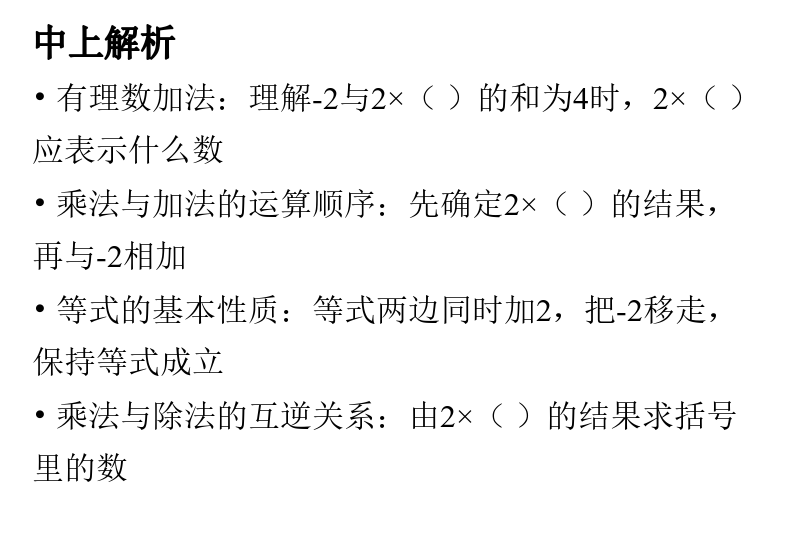 中上解析
• 有理数加法：理解-2与2×（ ）的和为4时，2×（ ）
应表示什么数
• 乘法与加法的运算顺序：先确定2×（ ）的结果，
再与-2相加
• 等式的基本性质：等式两边同时加2，把-2移走，
保持等式成立
• 乘法与除法的互逆关系：由2×（ ）的结果求括号
里的数